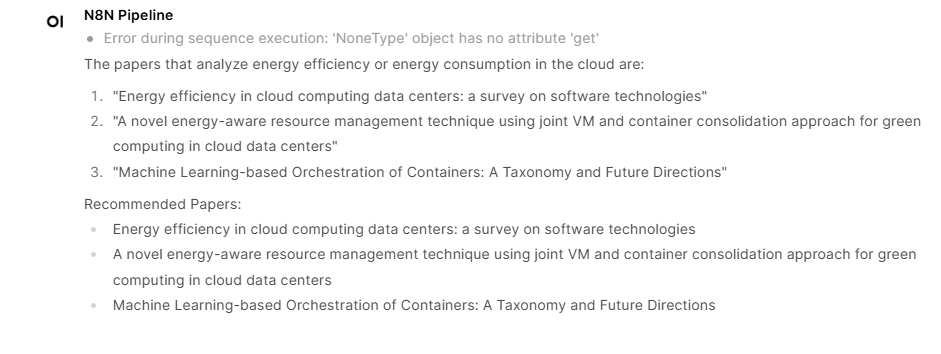 OI N8N Pipeline
Error during sequence execution: 'NoneType' object has no attribute 'get'
The papers that analyze energy efficiency or energy consumption in the cloud are:
1. "Energy efficiency in cloud computing data centers: a survey on software technologies"
2. "A novel energy-aware resource management technique using joint VM and container consolidation approach for green
computing in cloud data centers"
3. "Machine Learning-based Orchestration of Containers: A Taxonomy and Future Directions"
Recommended Papers:
Energy efficiency in cloud computing data centers: a survey on software technologies
A novel energy-aware resource management technique using joint VM and container consolidation approach for green
computing in cloud data centers
Machine Learning-based Orchestration of Containers: A Taxonomy and Future Directions